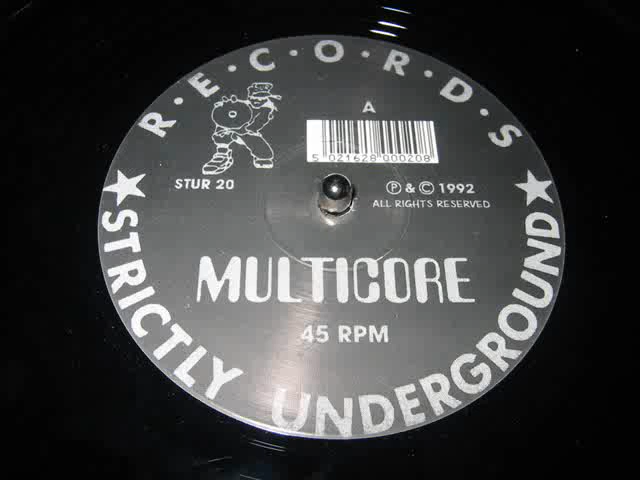 R·E·C·O·R·D·S
A
5 021628 000208
STUR 20
℗ & © 1992
ALL RIGHTS RESERVED
MULTICORE
45 RPM
★ STRICTLY UNDERGROUND ★